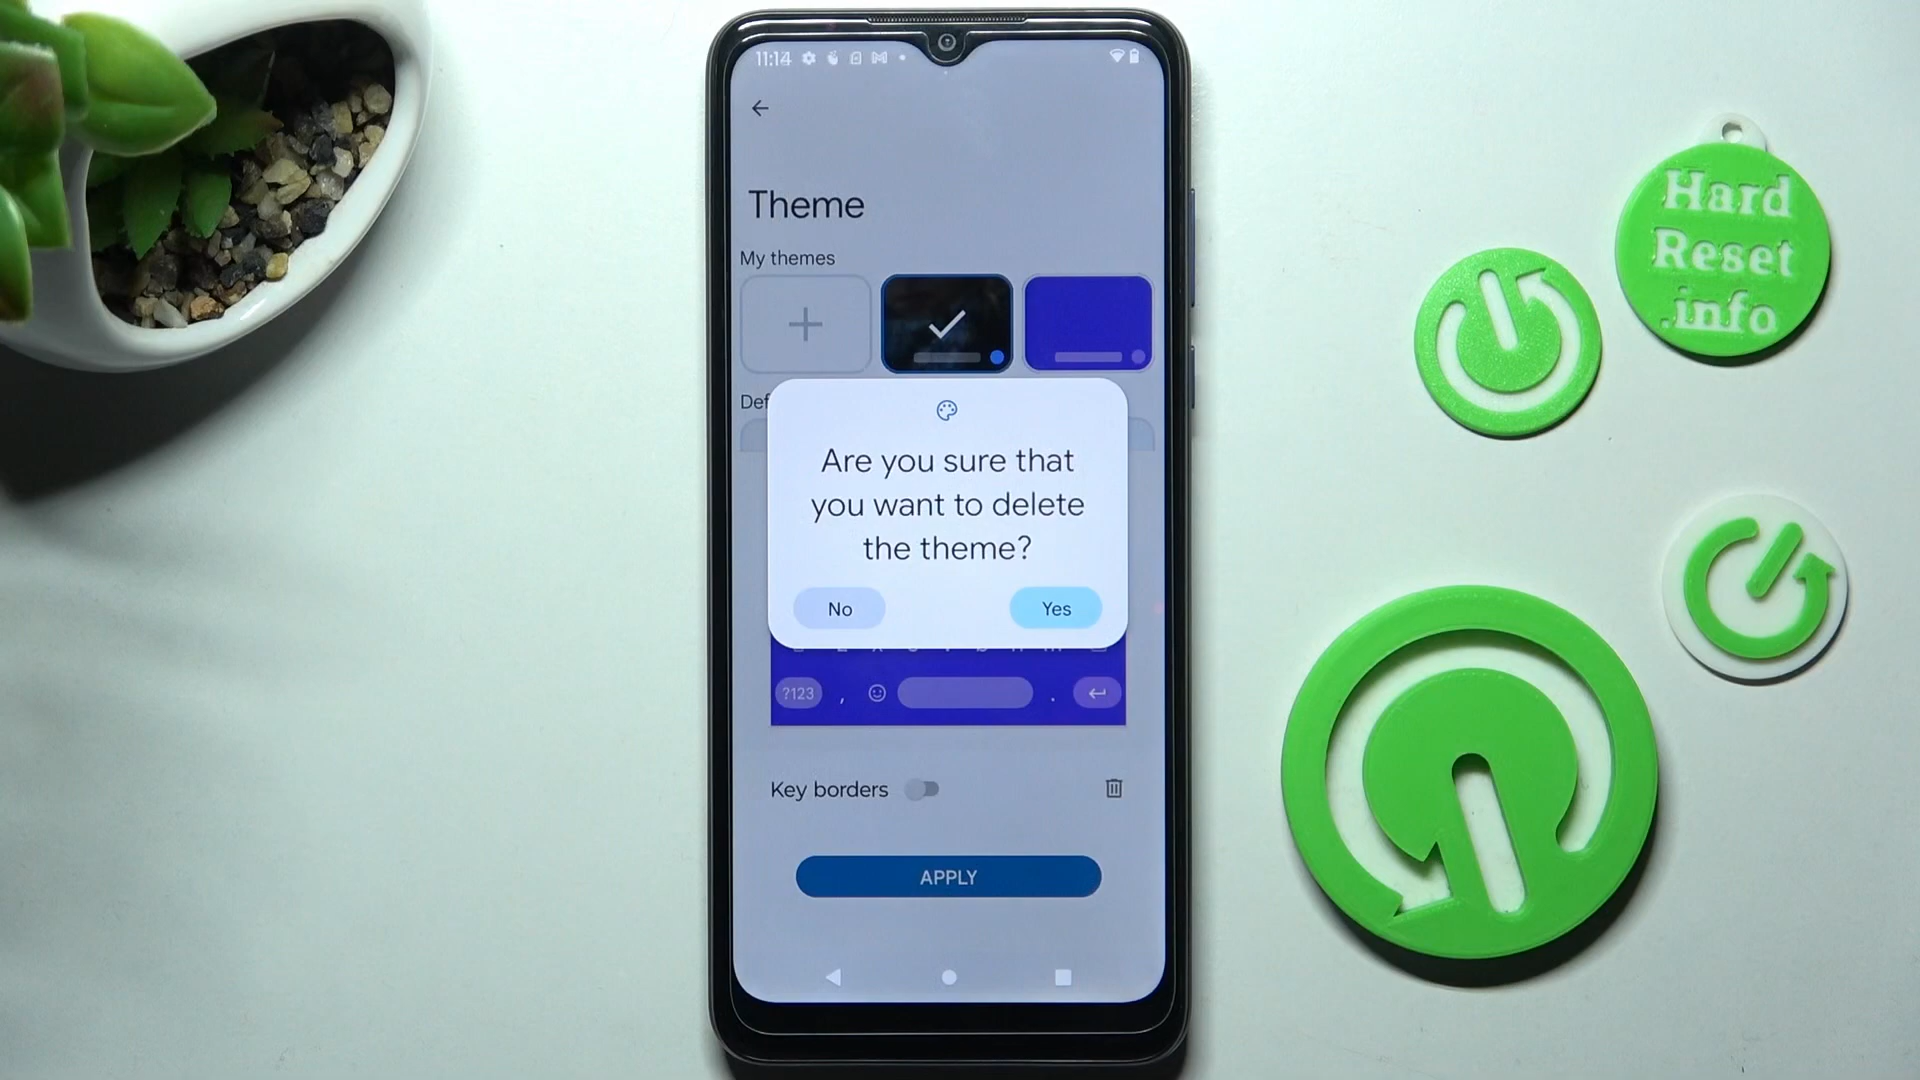 11:14
Theme
My themes
Def
Are you sure that
you want to delete
the theme?
No
Yes
?123
,
.
Key borders
APPLY
Hard
Reset
.info